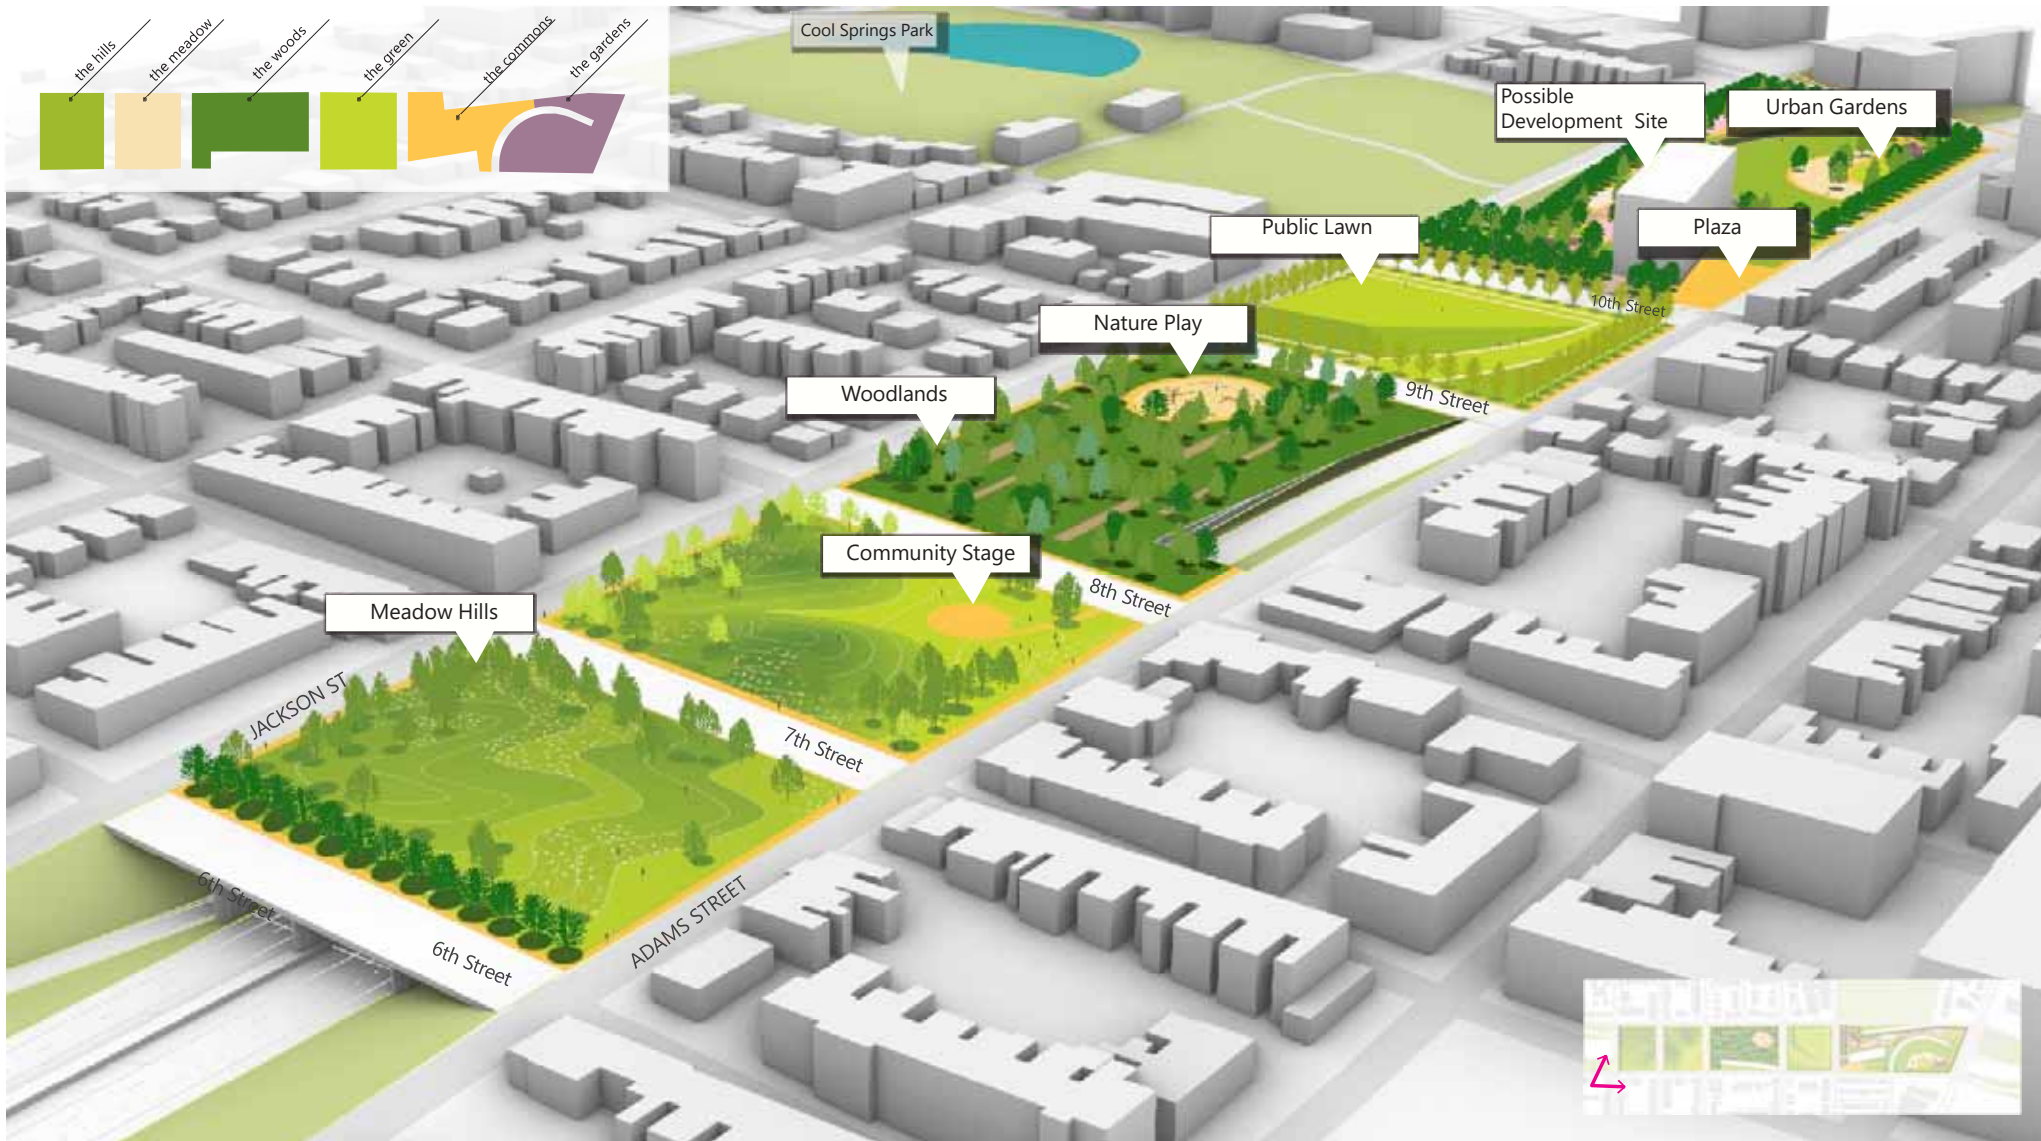 the hills
the meadow
the woods
the green
the commons
the gardens
Cool Springs Park
Possible
Development Site
Urban Gardens
Public Lawn
Plaza
10th Street
Nature Play
9th Street
Woodlands
Community Stage
8th Street
Meadow Hills
JACKSON ST
7th Street
6th Street
ADAMS STREET
6th Street